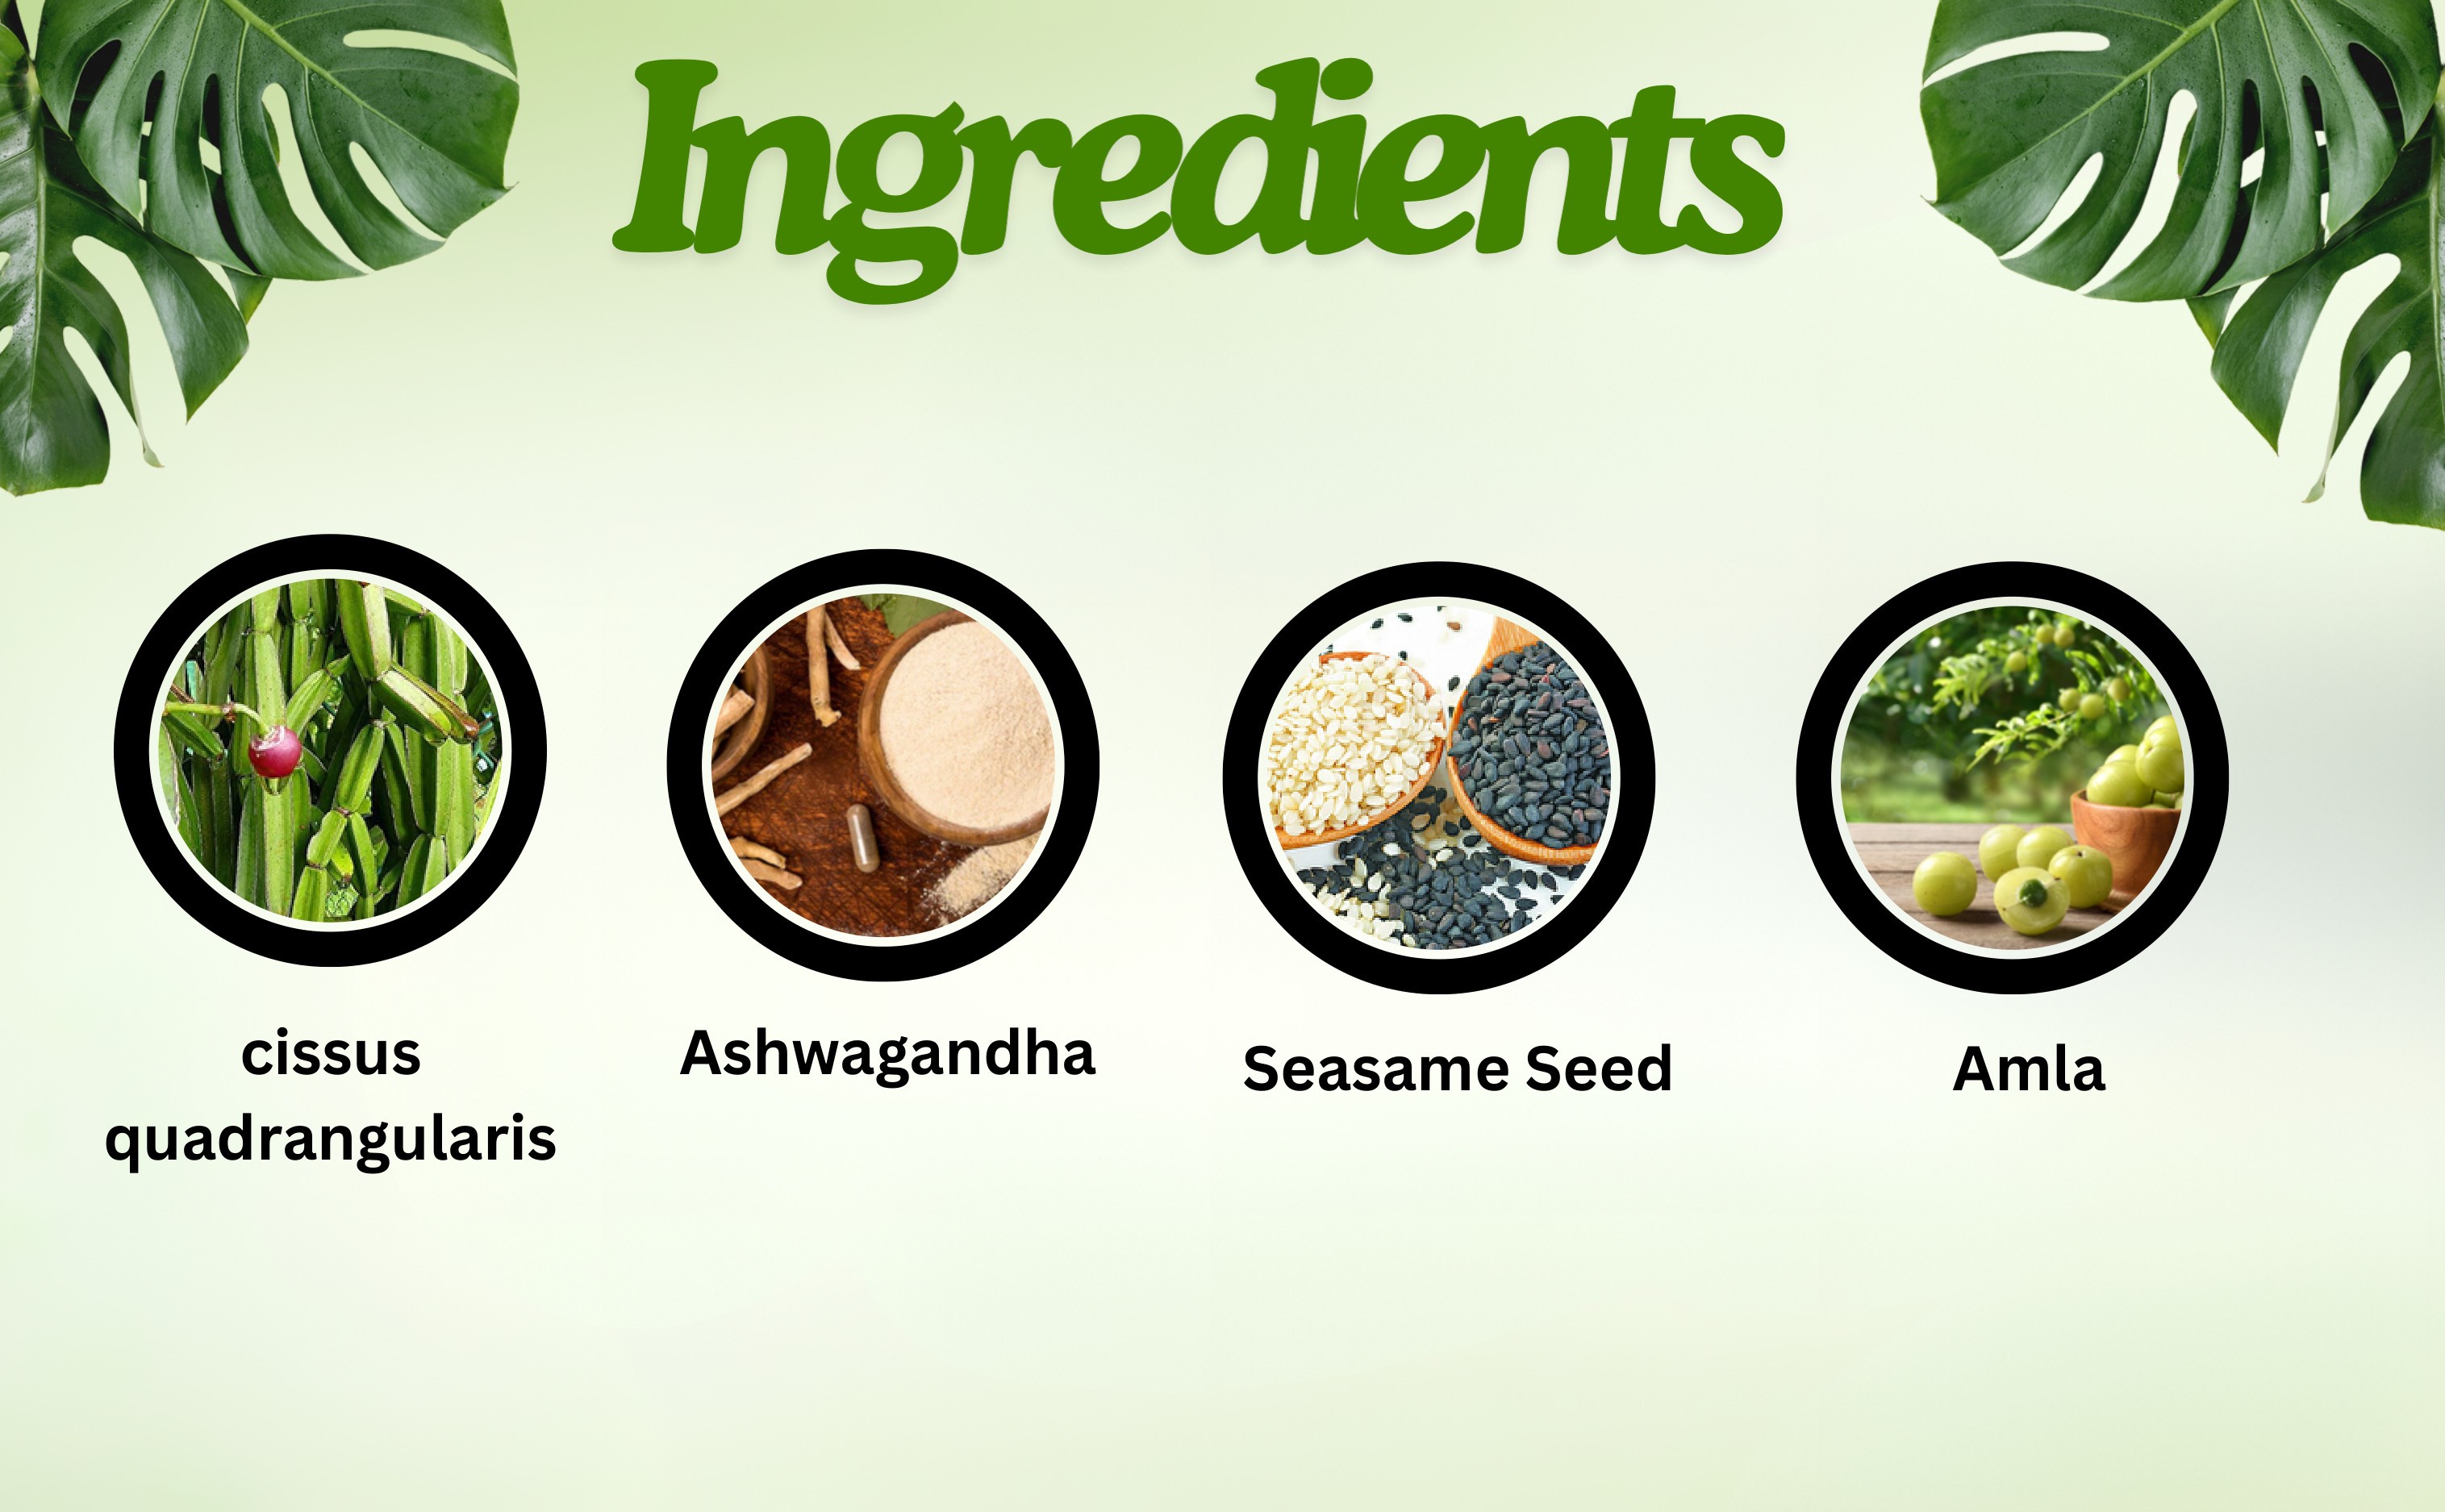 Ingredients
cissus
quadrangularis
Ashwagandha
Seasame Seed
Amla